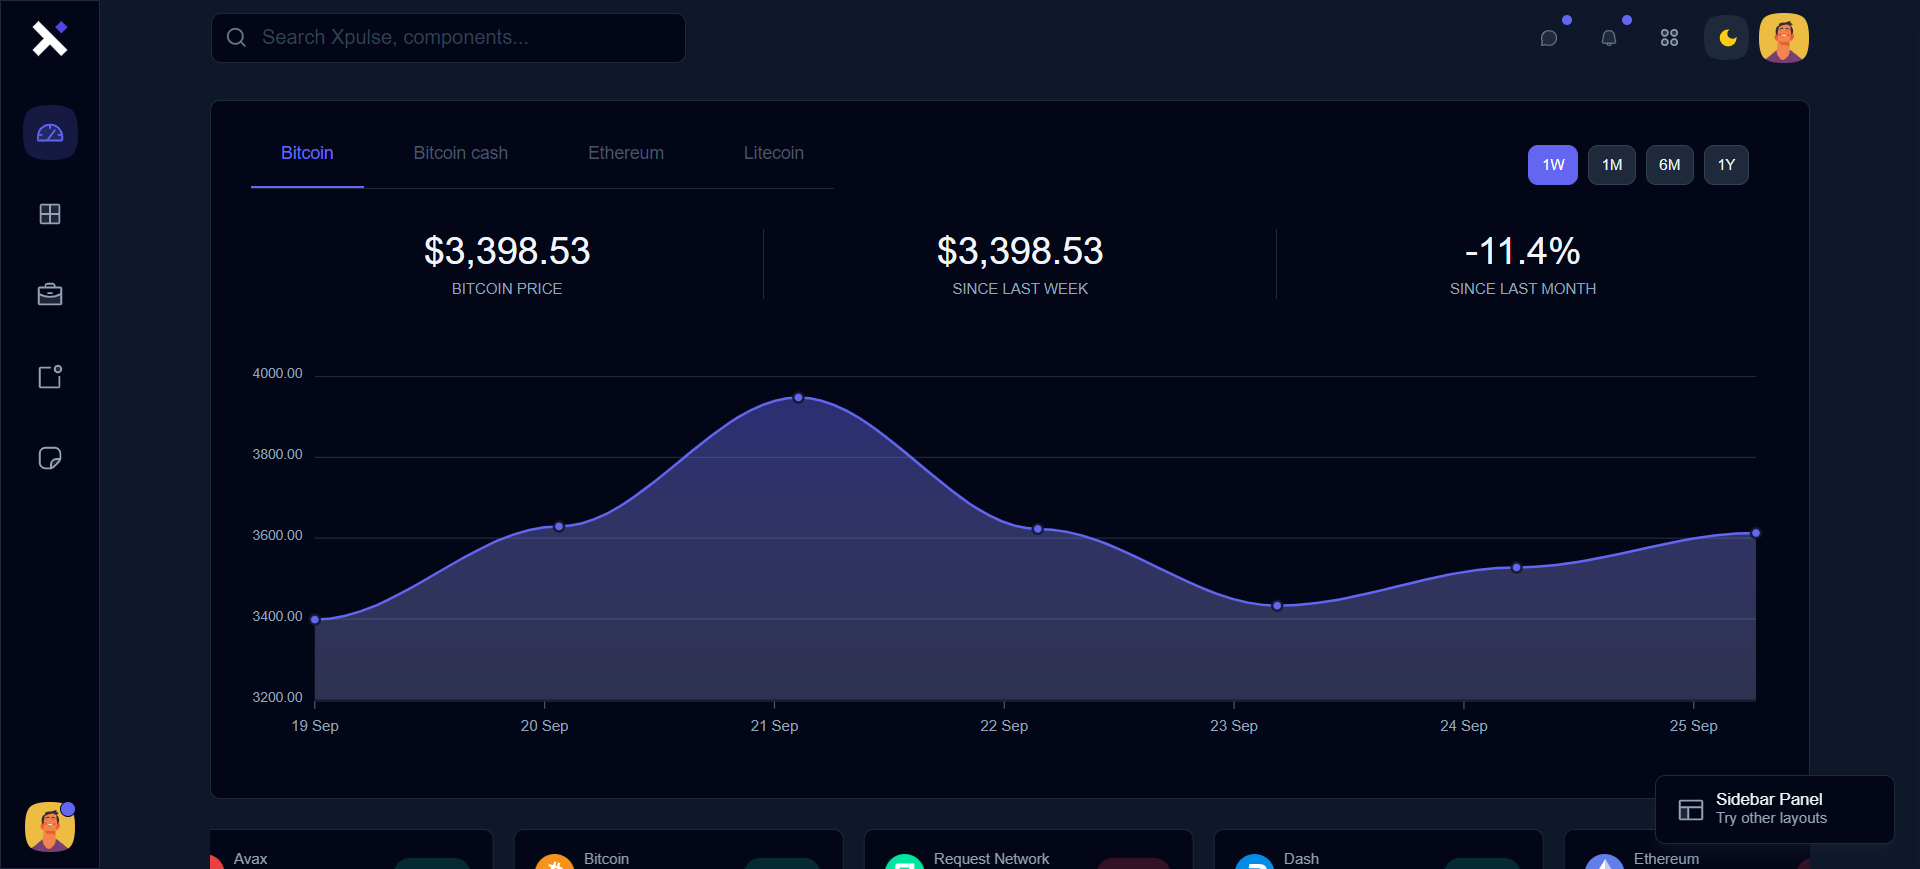 Search Xpulse, components...
Bitcoin
Bitcoin cash
Ethereum
Litecoin
1W
1M
6M
1Y
$3,398.53
BITCOIN PRICE
$3,398.53
SINCE LAST WEEK
-11.4%
SINCE LAST MONTH
4000.00
3800.00
3600.00
3400.00
3200.00
19 Sep
20 Sep
21 Sep
22 Sep
23 Sep
24 Sep
25 Sep
Sidebar Panel
Try other layouts
Avax
Bitcoin
Request Network
Dash
Ethereum